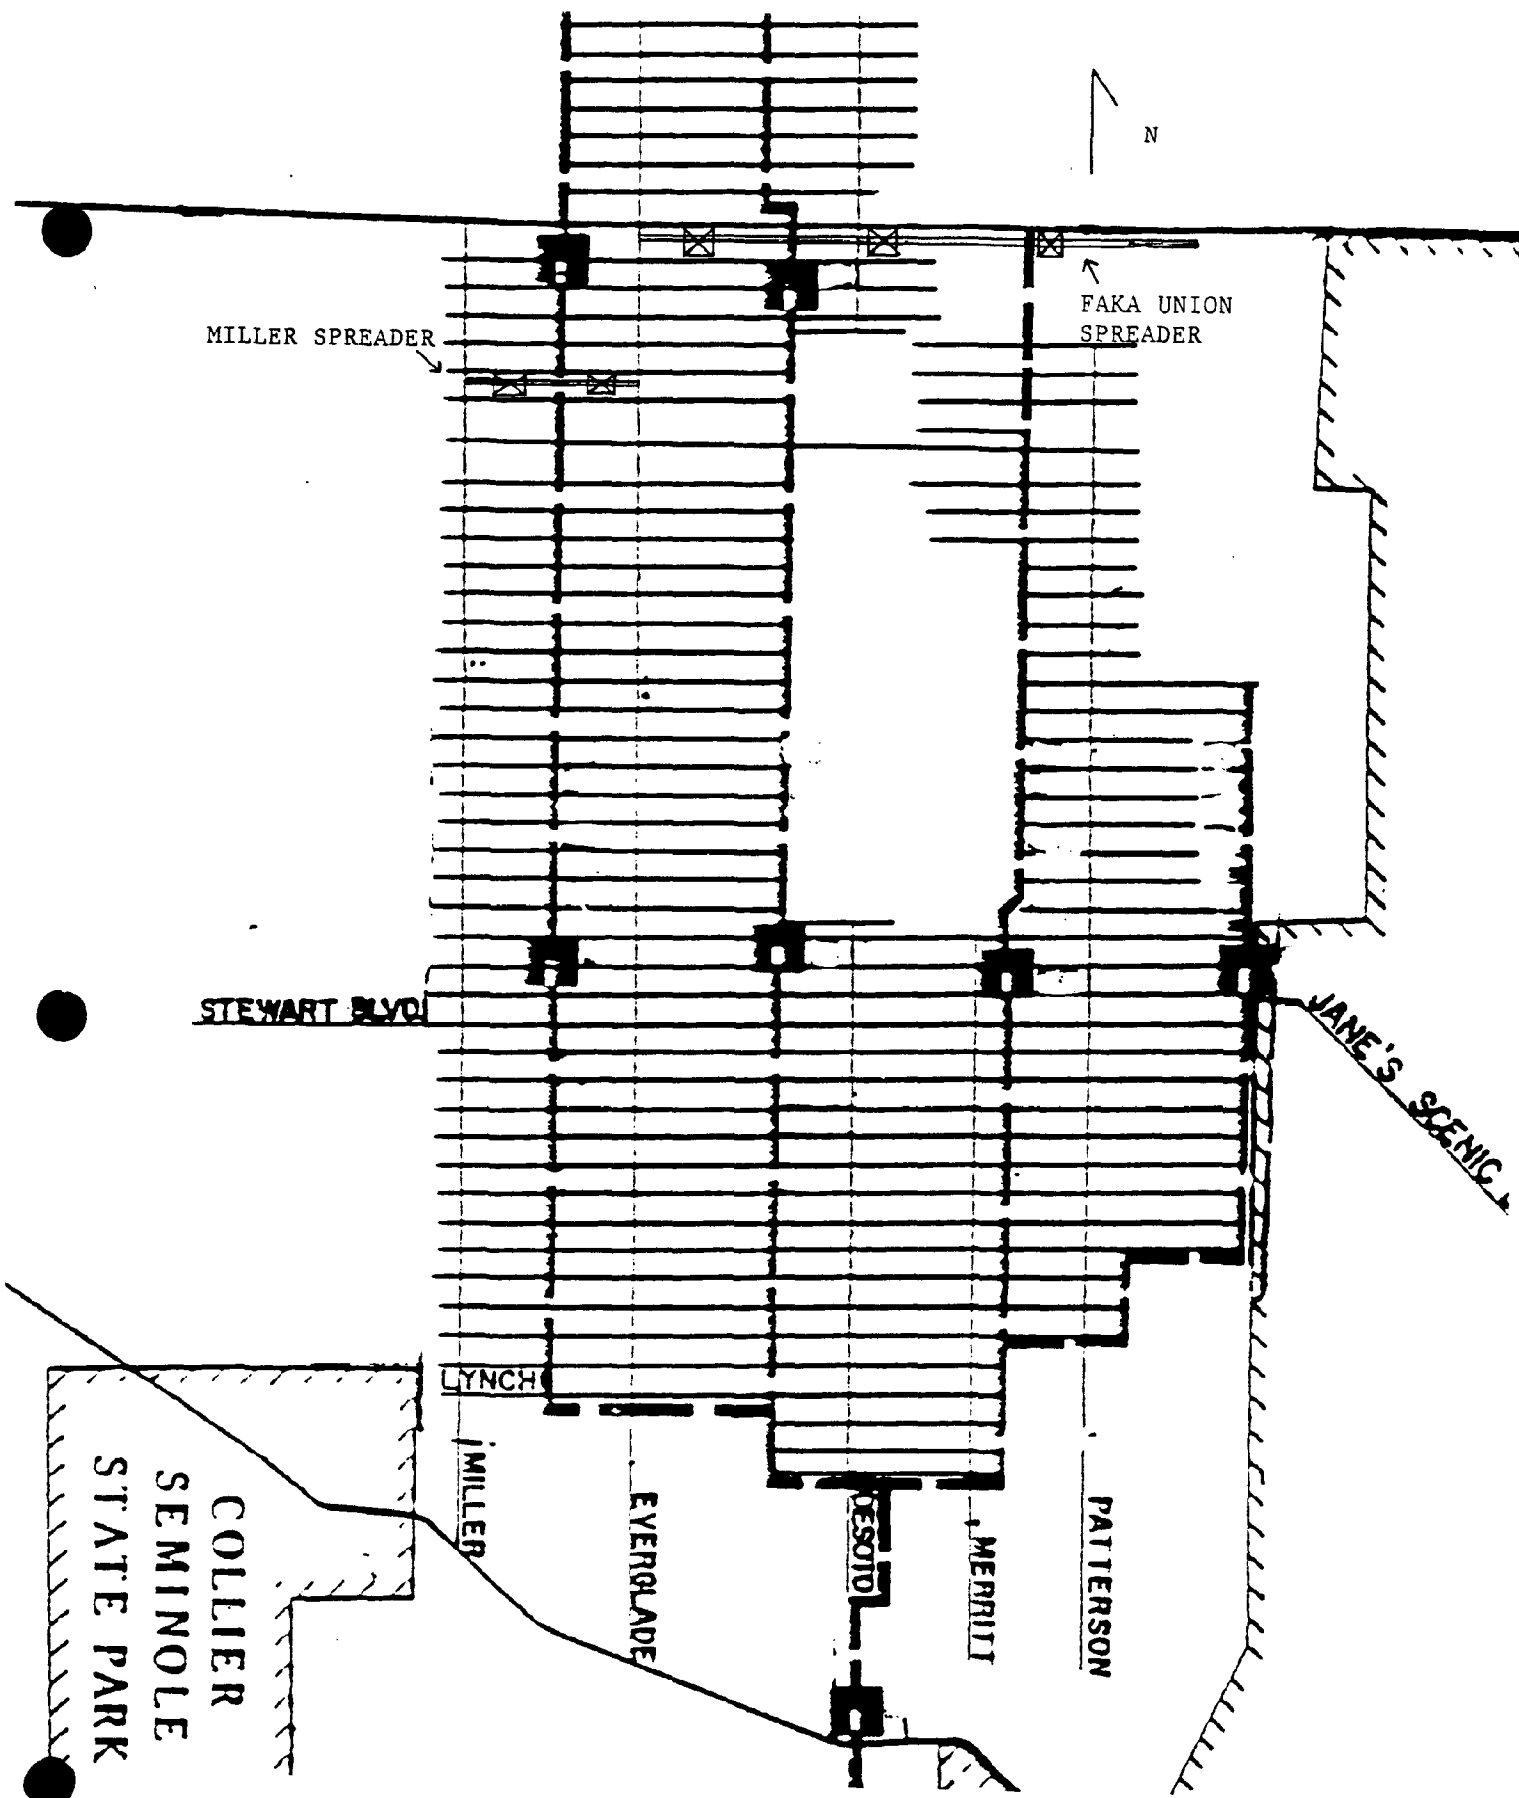 N
FAKA UNION
SPREADER
MILLER SPREADER
STEWART BLVD.
JANE'S SCENIC
LYNCH
MILLER
EVERGLADE
DESOTO
MERRITT
PATTERSON
COLLIER
SEMINOLE
STATE PARK